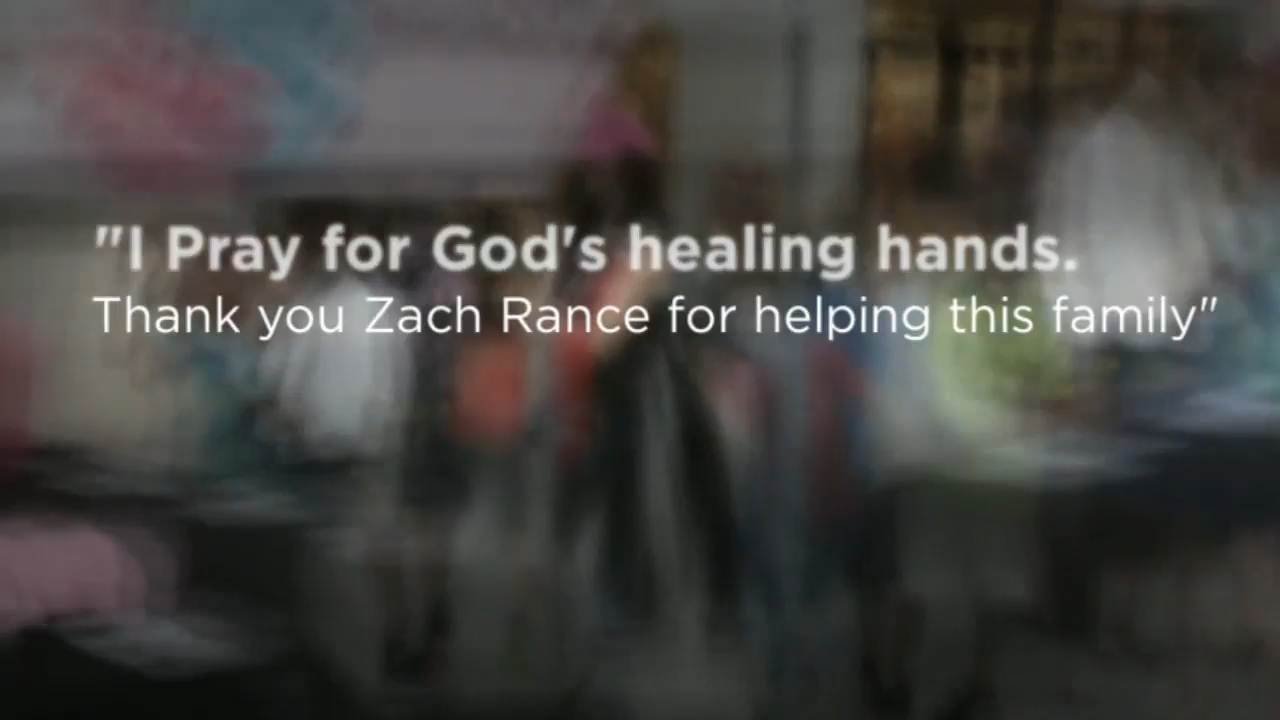 "I Pray for God's healing hands.
Thank you Zach Rance for helping this family"